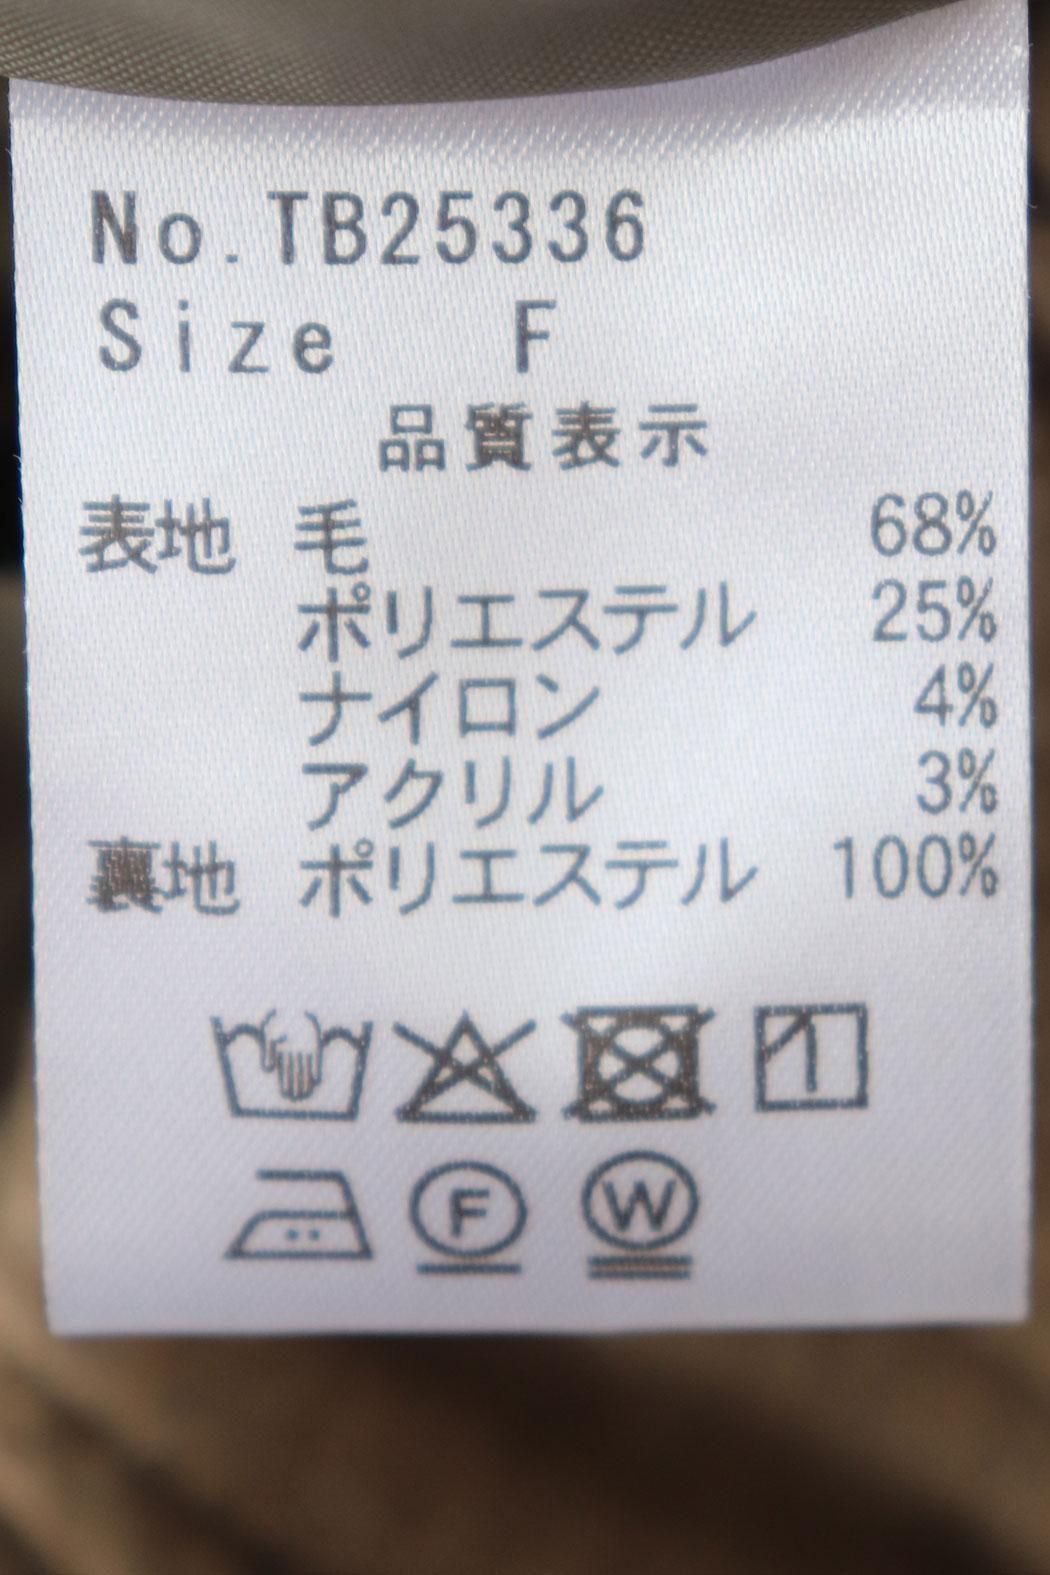 No.TB25336
Size F
品質表示
表地 毛 68%
ポリエステル 25%
ナイロン 4%
アクリル 3%
裏地 ポリエステル 100%
F W